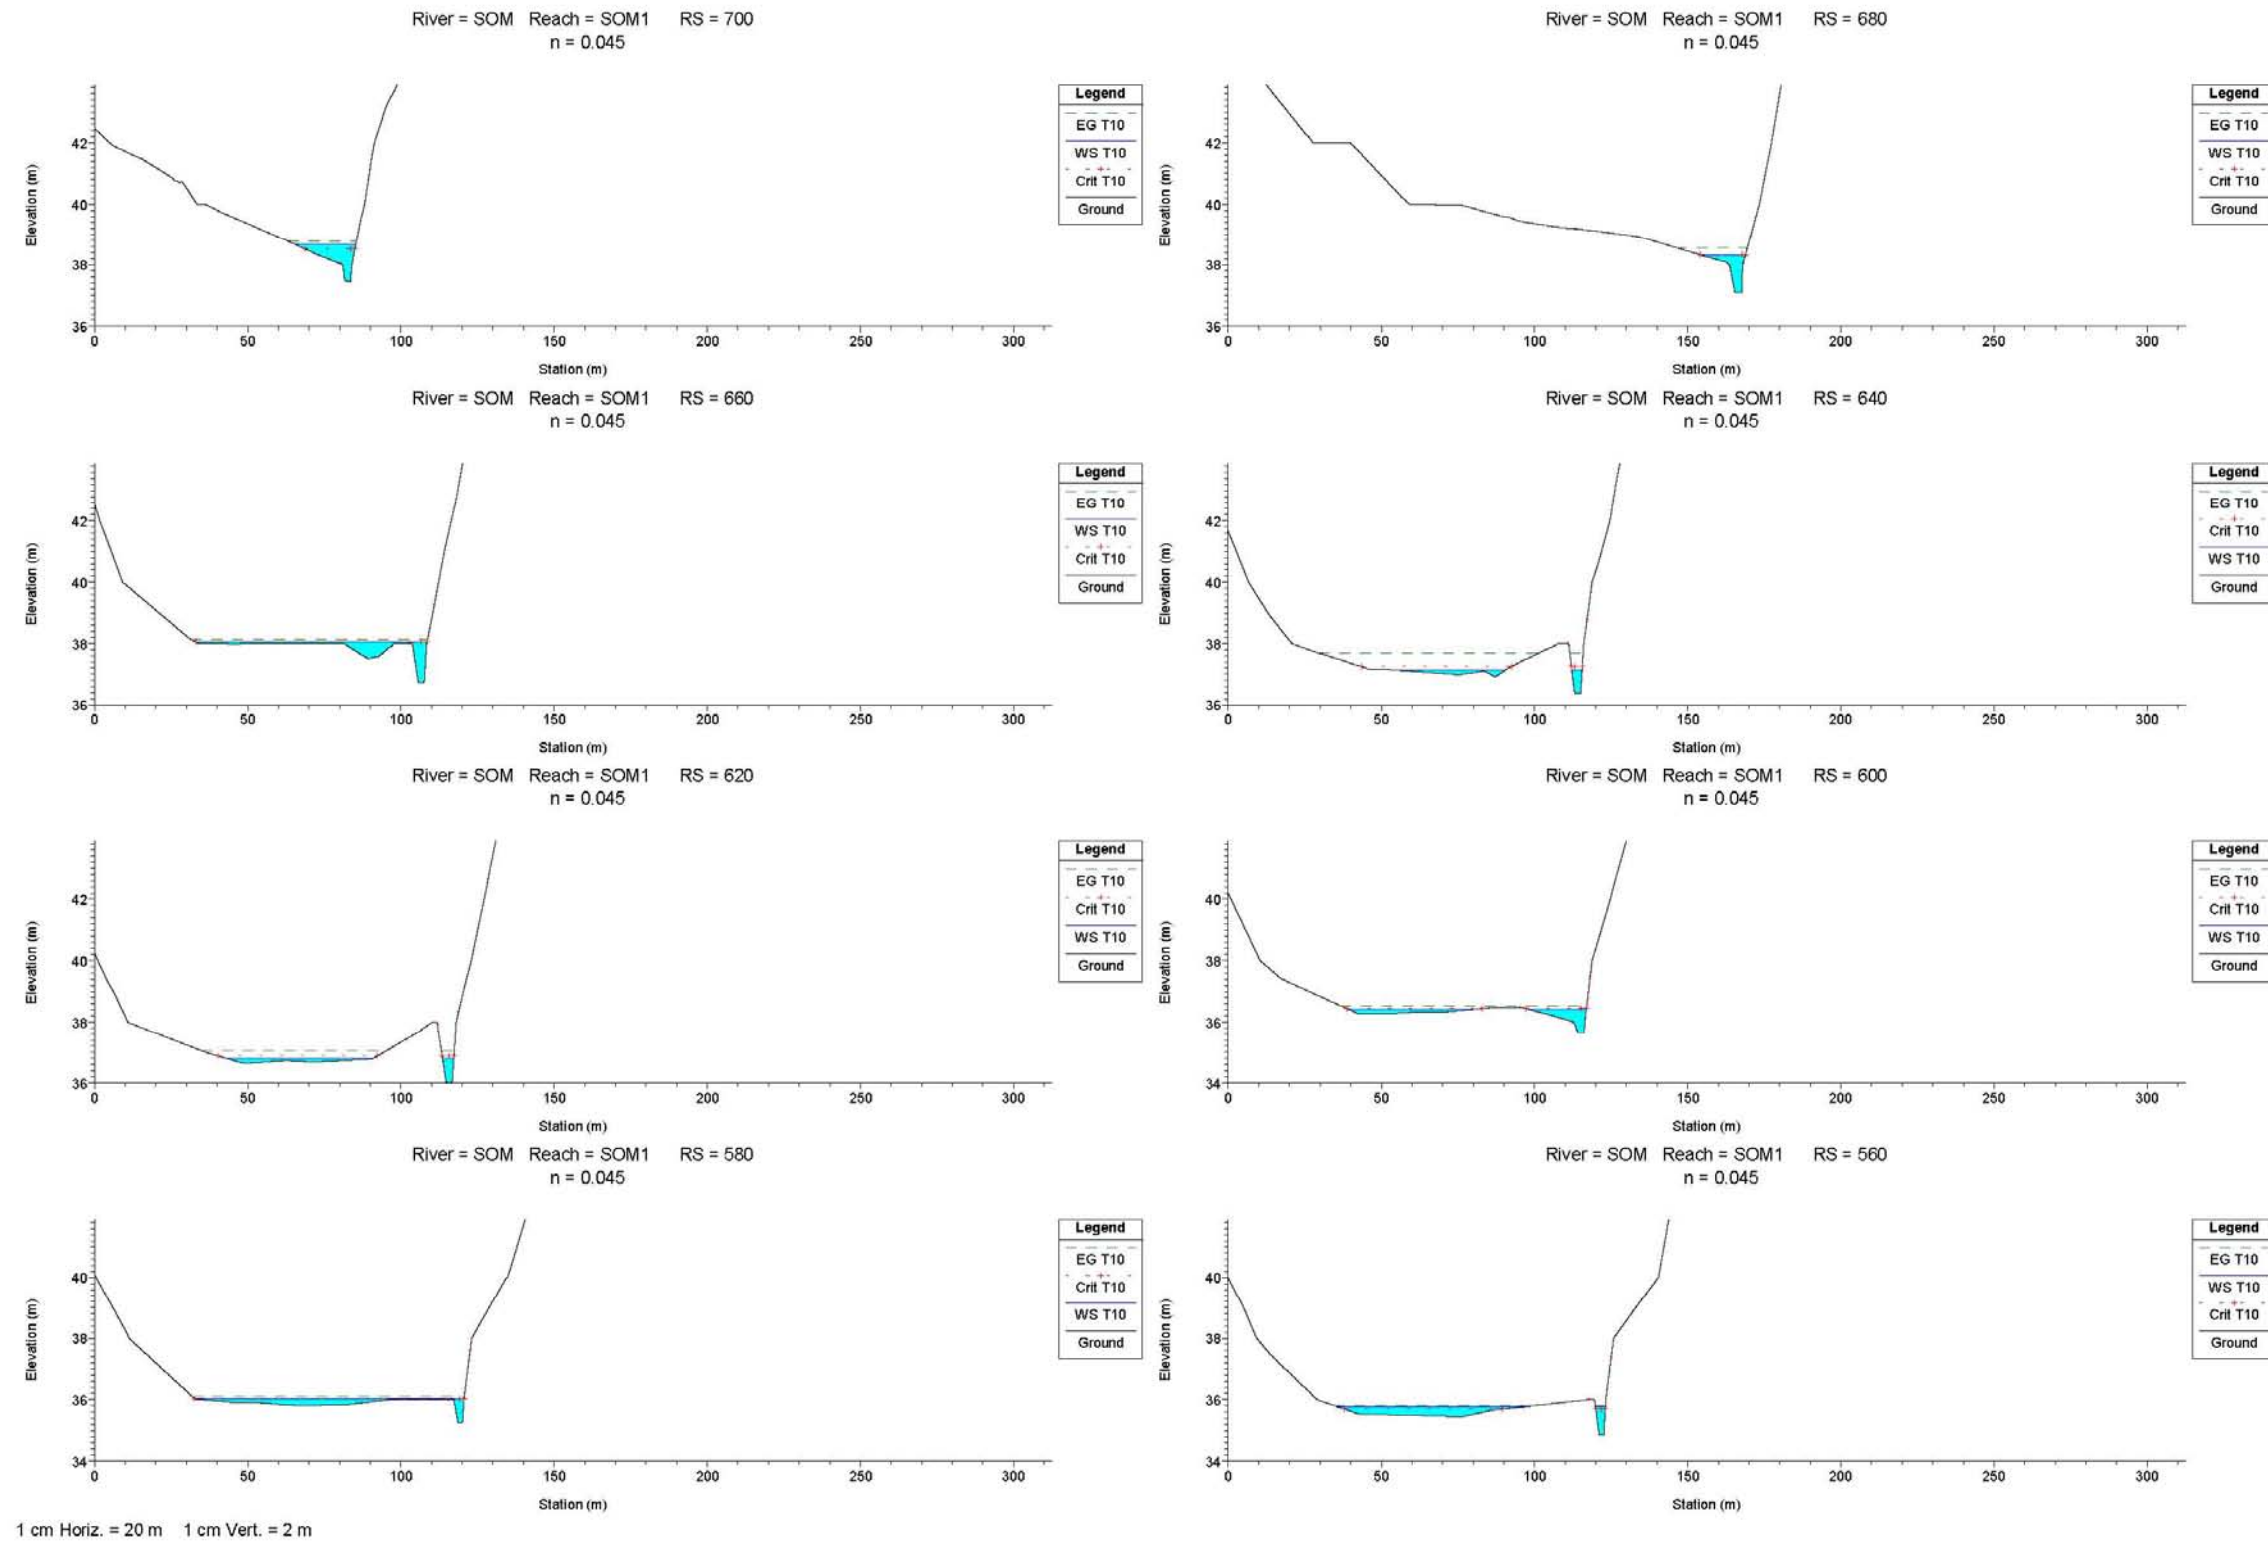 River = SOM   Reach = SOM1      RS = 700
n = 0.045
Legend
EG T10
WS T10
Crit T10
Ground
Elevation (m)
42
40
38
36
0 50 100 150 200 250 300
Station (m)
River = SOM   Reach = SOM1      RS = 680
n = 0.045
Legend
EG T10
WS T10
Crit T10
Ground
Elevation (m)
42
40
38
36
0 50 100 150 200 250 300
Station (m)
River = SOM   Reach = SOM1      RS = 660
n = 0.045
Legend
EG T10
WS T10
Crit T10
Ground
Elevation (m)
42
40
38
36
0 50 100 150 200 250 300
Station (m)
River = SOM   Reach = SOM1      RS = 640
n = 0.045
Legend
EG T10
Crit T10
WS T10
Ground
Elevation (m)
42
40
38
36
0 50 100 150 200 250 300
Station (m)
River = SOM   Reach = SOM1      RS = 620
n = 0.045
Legend
EG T10
Crit T10
WS T10
Ground
Elevation (m)
42
40
38
36
0 50 100 150 200 250 300
Station (m)
River = SOM   Reach = SOM1      RS = 600
n = 0.045
Legend
EG T10
Crit T10
WS T10
Ground
Elevation (m)
40
38
36
34
0 50 100 150 200 250 300
Station (m)
River = SOM   Reach = SOM1      RS = 580
n = 0.045
Legend
EG T10
Crit T10
WS T10
Ground
Elevation (m)
40
38
36
34
0 50 100 150 200 250 300
Station (m)
River = SOM   Reach = SOM1      RS = 560
n = 0.045
Legend
EG T10
WS T10
Crit T10
Ground
Elevation (m)
40
38
36
34
0 50 100 150 200 250 300
Station (m)
1 cm Horiz. = 20 m    1 cm Vert. = 2 m